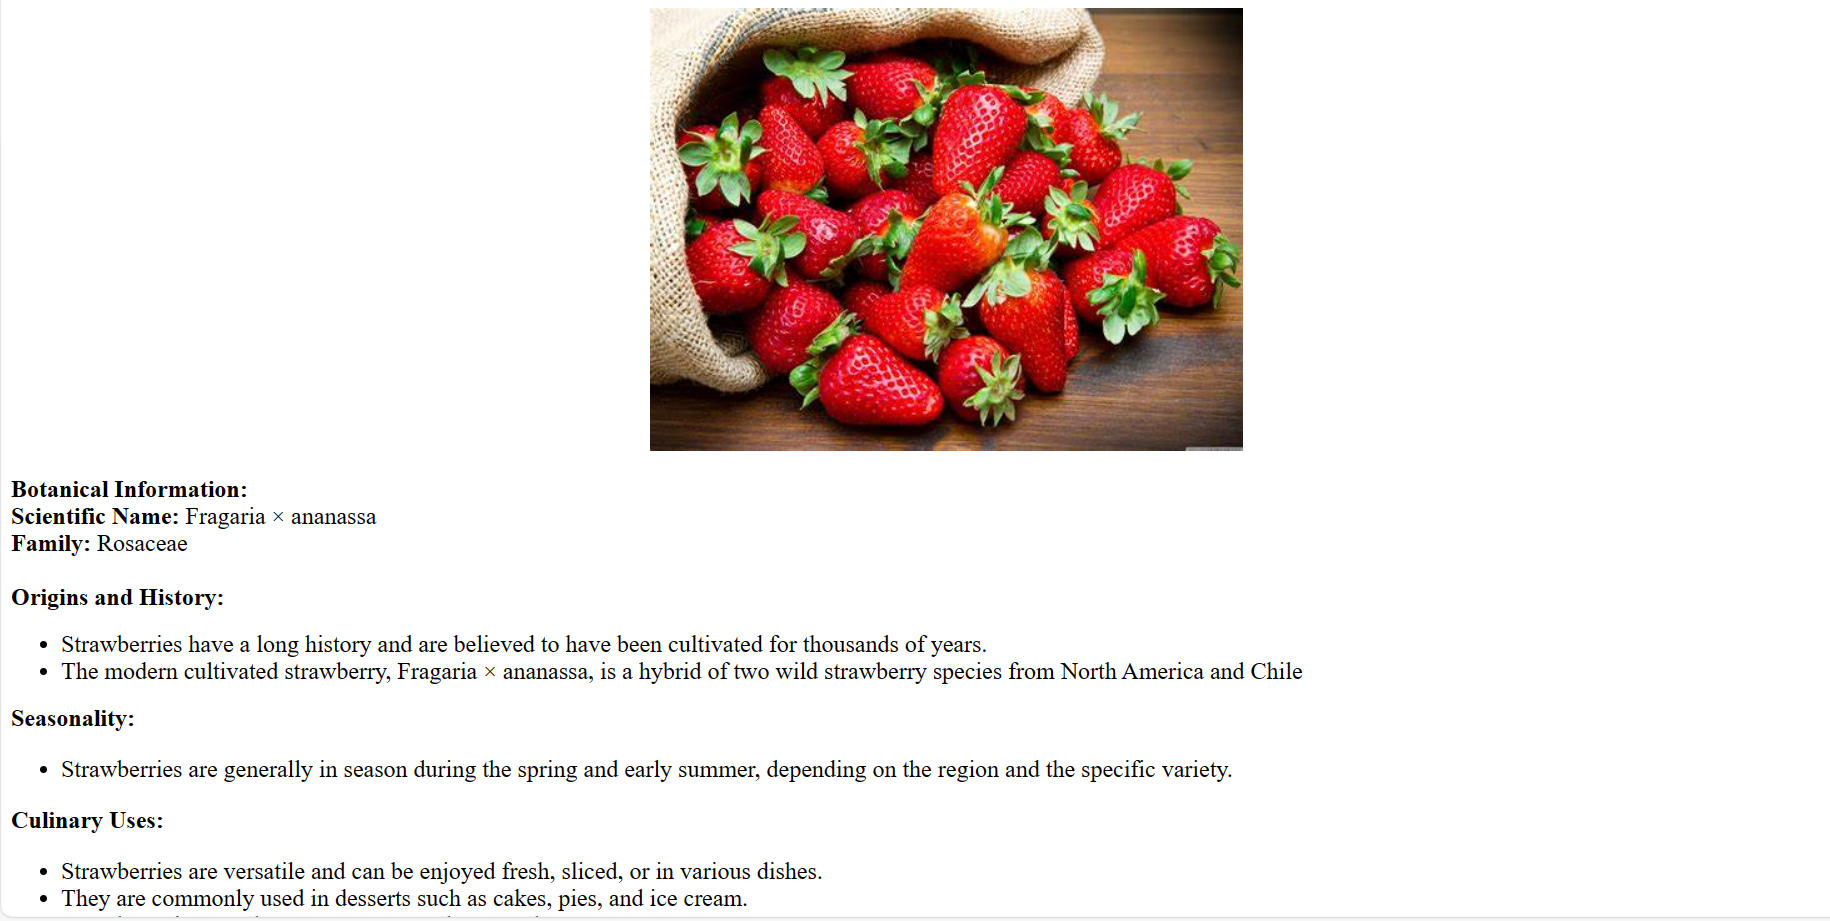 Botanical Information:
Scientific Name: Fragaria × ananassa
Family: Rosaceae
Origins and History:
Strawberries have a long history and are believed to have been cultivated for thousands of years.
The modern cultivated strawberry, Fragaria × ananassa, is a hybrid of two wild strawberry species from North America and Chile
Seasonality:
Strawberries are generally in season during the spring and early summer, depending on the region and the specific variety.
Culinary Uses:
Strawberries are versatile and can be enjoyed fresh, sliced, or in various dishes.
They are commonly used in desserts such as cakes, pies, and ice cream.